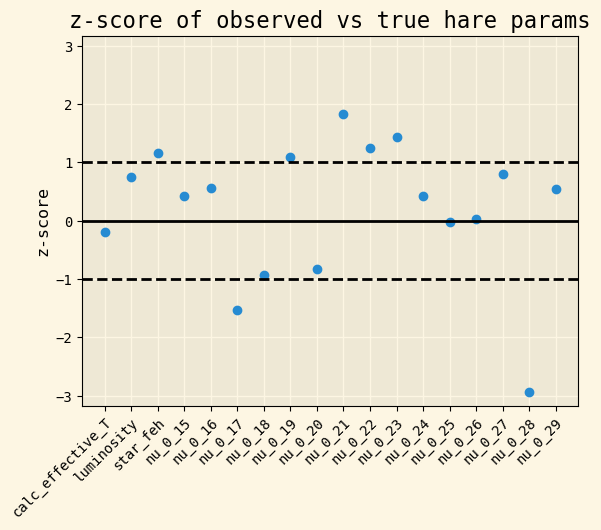 z-score of observed vs true hare params
z-score
3
2
1
0
−1
−2
−3
calc_effective_T
luminosity
star_feh
nu_0_15
nu_0_16
nu_0_17
nu_0_18
nu_0_19
nu_0_20
nu_0_21
nu_0_22
nu_0_23
nu_0_24
nu_0_25
nu_0_26
nu_0_27
nu_0_28
nu_0_29